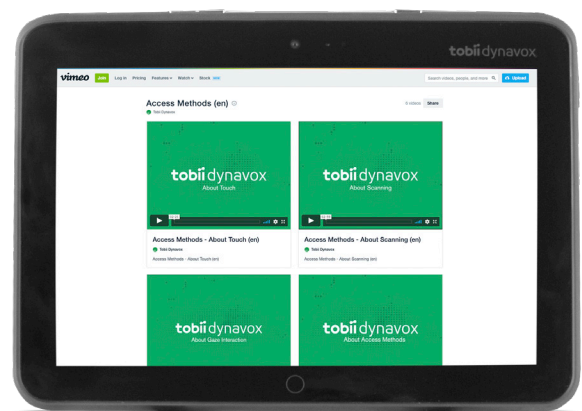 tobii dynavox
vimeo Join Log in Pricing Features Watch Stock Search videos, people, and more Upload
Access Methods (en) 6 videos Share
Tobii Dynavox
tobii dynavox
About Touch
tobii dynavox
About Scanning
Access Methods - About Touch (en)
Tobii Dynavox
Access Methods - About Touch (en)
Access Methods - About Scanning (en)
Tobii Dynavox
Access Methods - About Scanning (en)
tobii dynavox
About Gaze Interaction
tobii dynavox
About Access Methods